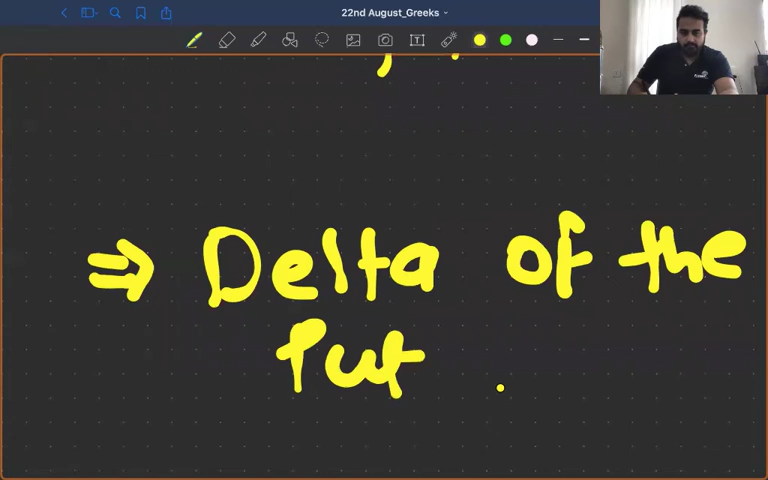 22nd August_Greeks
T
⇒ Delta of the
Put